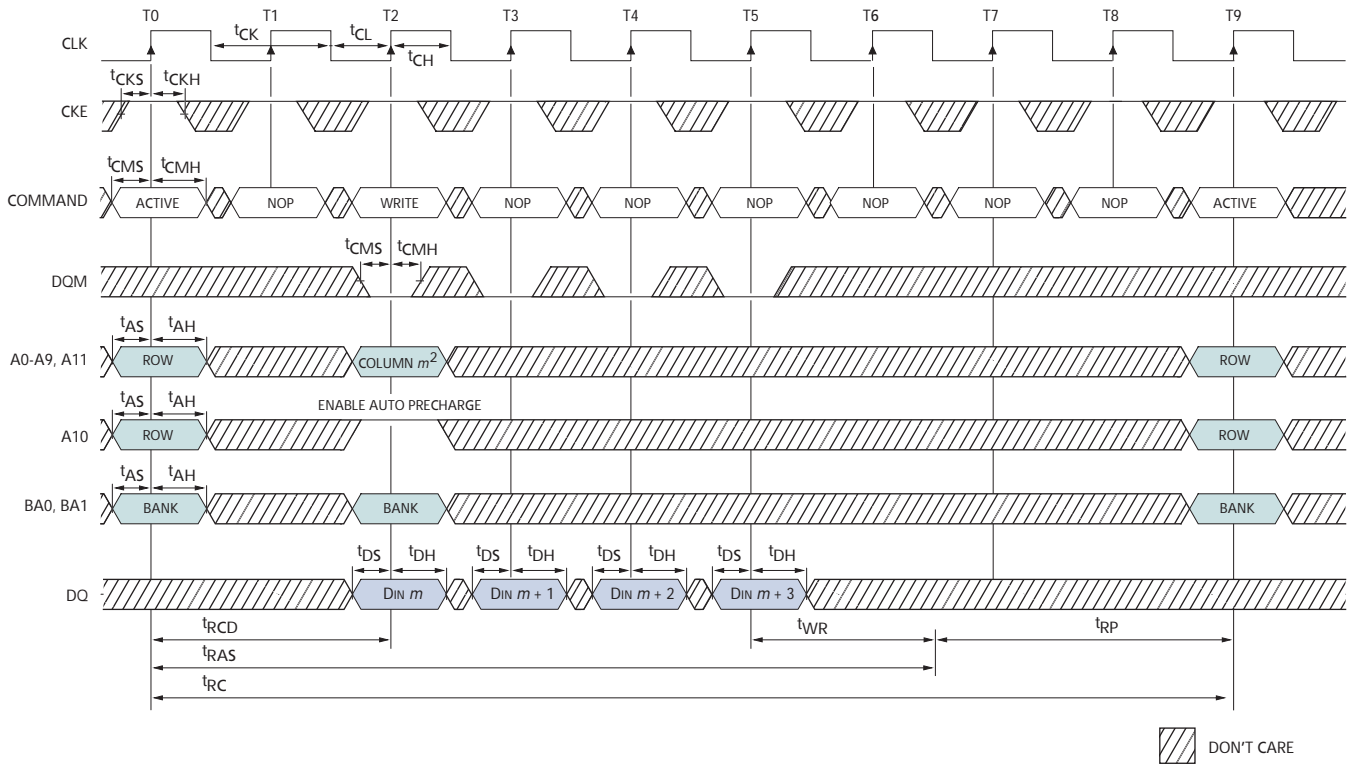 T0 T1 T2 T3 T4 T5 T6 T7 T8 T9
CLK tCK tCL tCH
tCKS tCKH
CKE
tCMS tCMH
COMMAND ACTIVE NOP WRITE NOP NOP NOP NOP NOP NOP ACTIVE
tCMS tCMH
DQM
tAS tAH
A0-A9, A11 ROW COLUMN m2 ROW
tAS tAH ENABLE AUTO PRECHARGE
A10 ROW ROW
tAS tAH
BA0, BA1 BANK BANK BANK
tDS tDH tDS tDH tDS tDH tDS tDH
DQ DIN m DIN m + 1 DIN m + 2 DIN m + 3
tRCD tWR tRP
tRAS
tRC
DON'T CARE